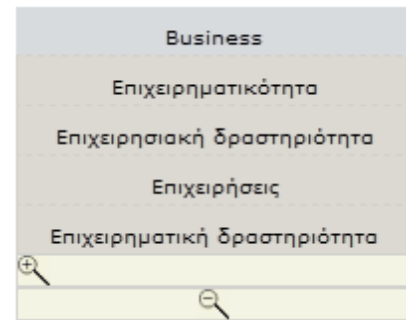 Business
Επιχειρηματικότητα
Επιχειρησιακή δραστηριότητα
Επιχειρήσεις
Επιχειρηματική δραστηριότητα